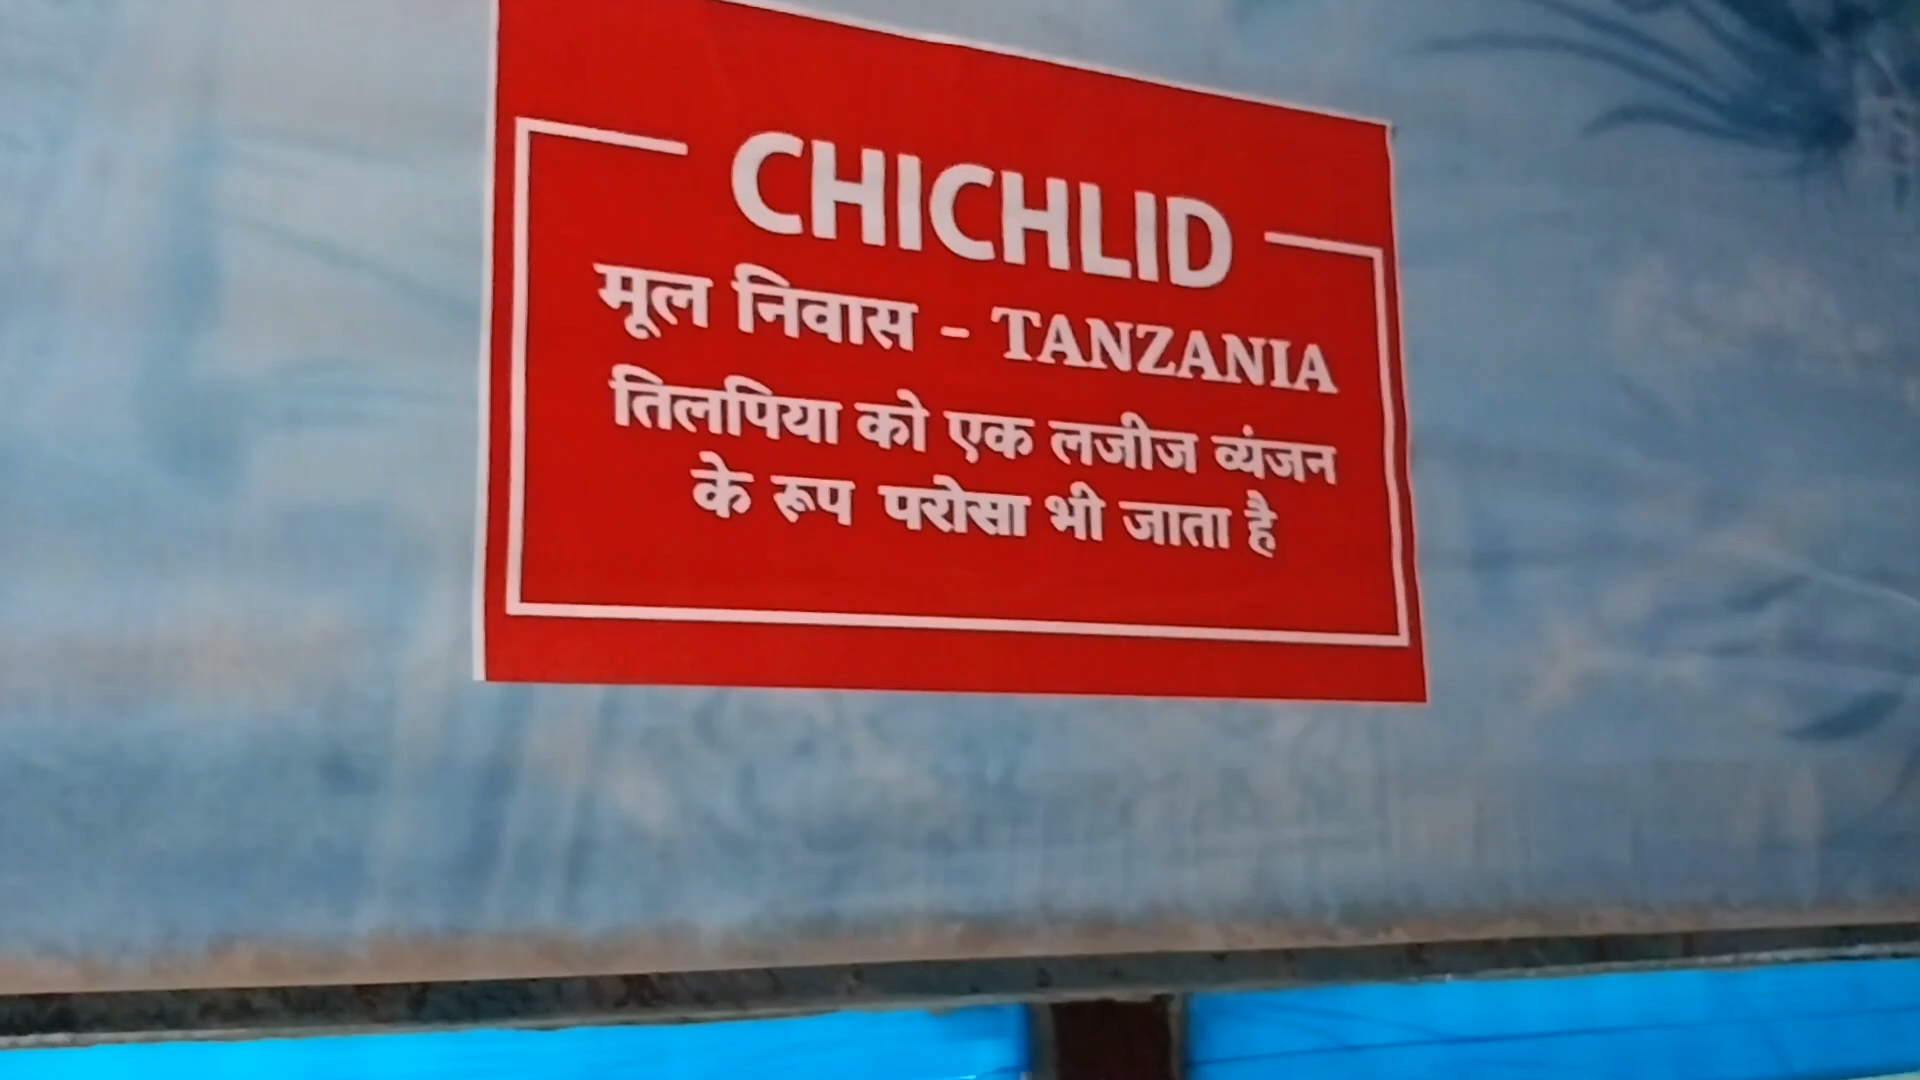 CHICHLID
मूल निवास - TANZANIA
तिलपिया को एक लजीज व्यंजन
के रूप परोसा भी जाता है